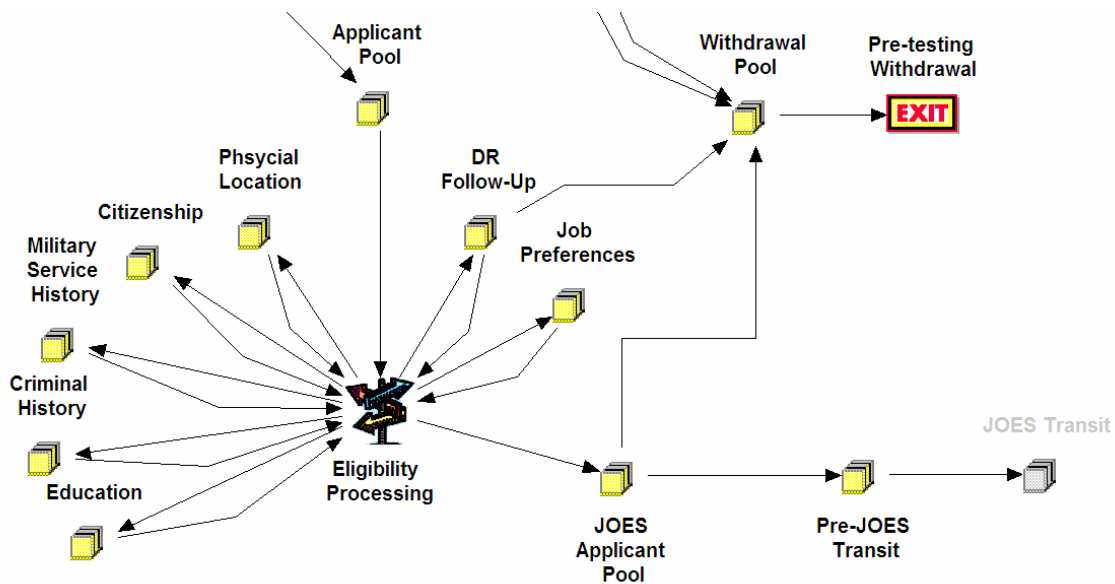 Applicant
Pool
Withdrawal
Pool
Pre-testing
Withdrawal
EXIT
Phsycial
Location
DR
Follow-Up
Citizenship
Job
Preferences
Military
Service
History
Criminal
History
JOES Transit
Education
Eligibility
Processing
JOES
Applicant
Pool
Pre-JOES
Transit